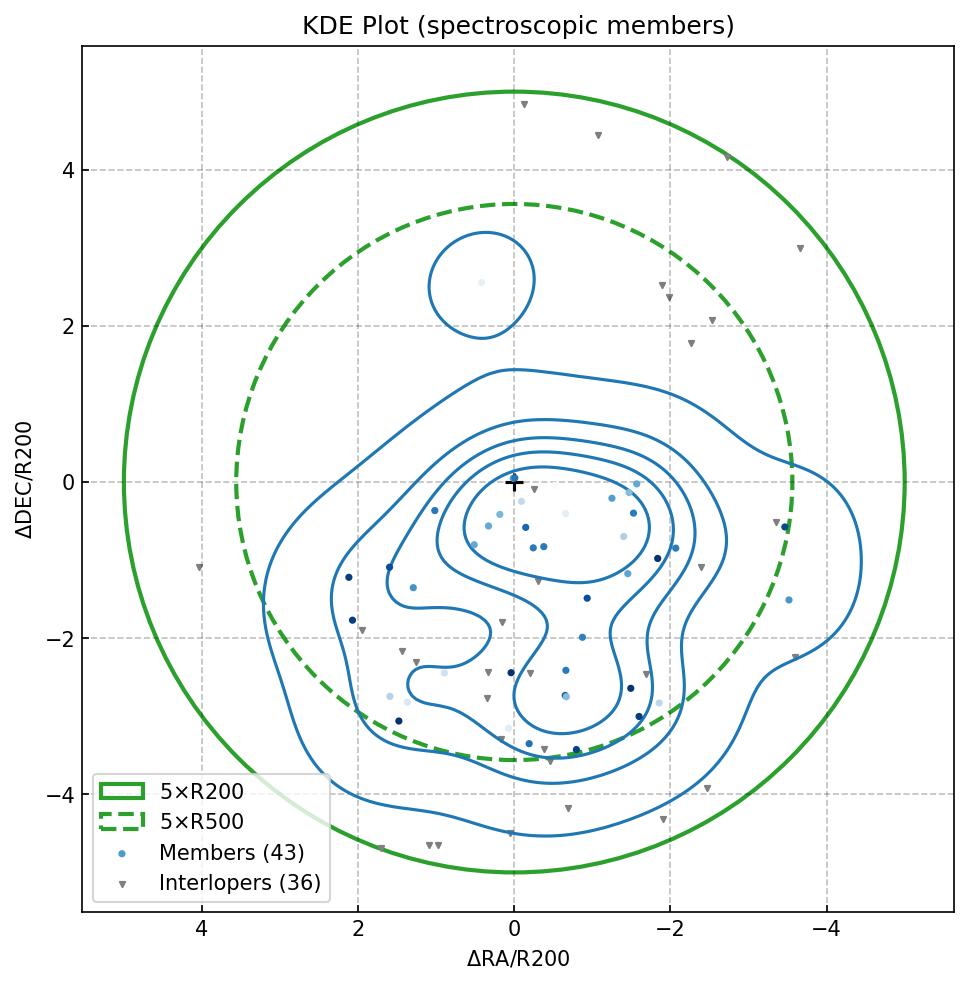 KDE Plot (spectroscopic members)
ΔDEC/R200
4
2
0
−2
−4
5×R200
5×R500
Members (43)
Interlopers (36)
4
2
0
−2
−4
ΔRA/R200